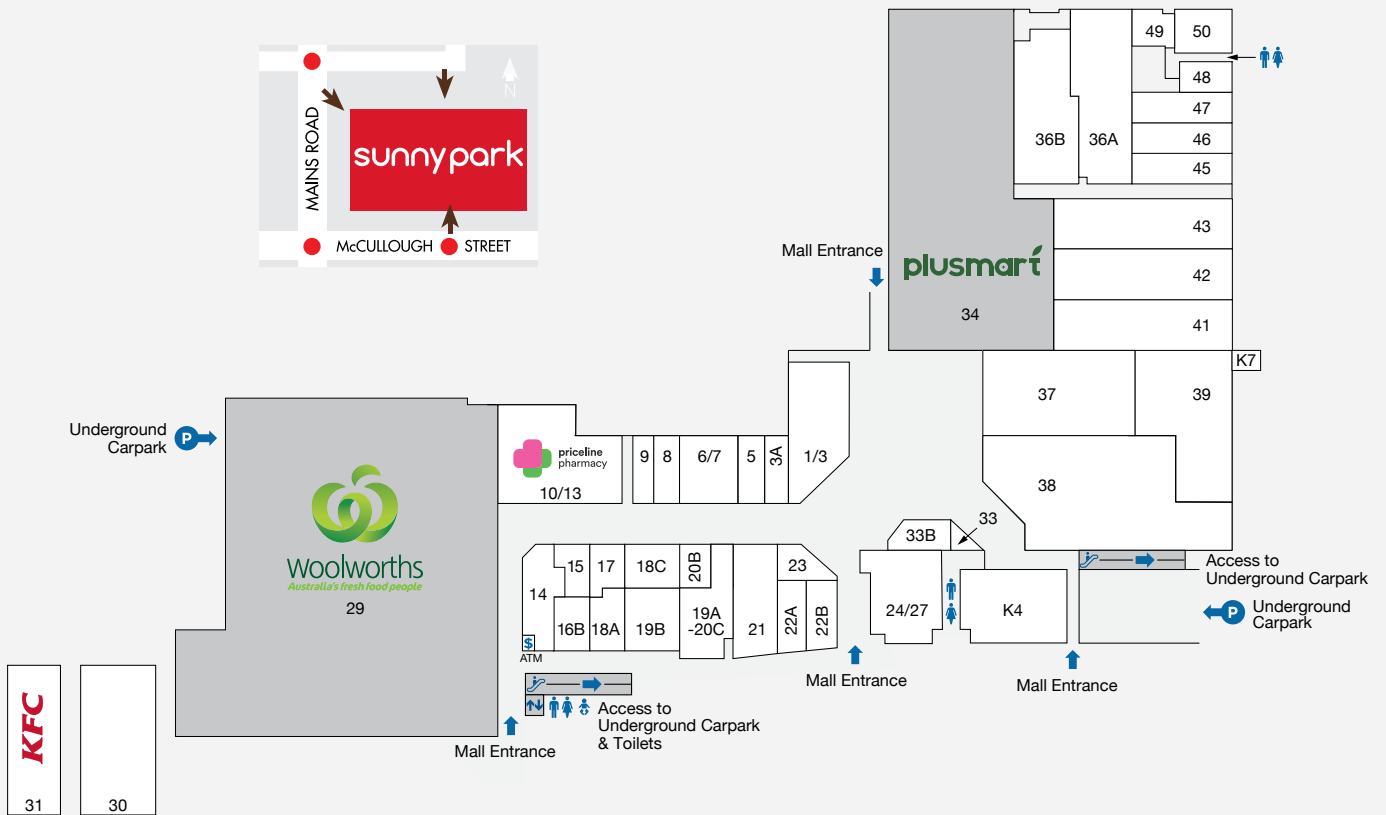 MAINS ROAD
N
sunnypark
McCULLOUGH STREET
49
50
48
47
46
45
36B
36A
43
42
41
Mall Entrance
plusmart
34
K7
37
39
38
Underground
Carpark
P
Woolworths
Australia's fresh food people
29
priceline
pharmacy
10/13
9
8
6/7
5
3A
1/3
33
33B
15
17
18C
20B
23
14
16B
18A
19B
19A
-20C
21
22A
22B
24/27
K4
Access to
Underground Carpark
P
Underground
Carpark
$
ATM
Access to
Underground Carpark
& Toilets
Mall Entrance
Mall Entrance
Mall Entrance
KFC
31
30